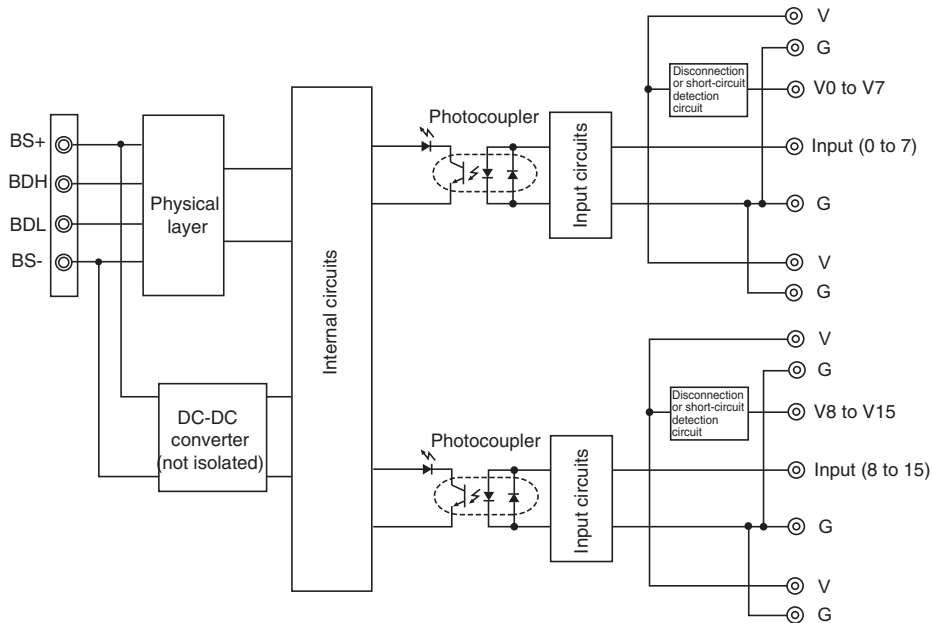 BS+
BDH
BDL
BS-
Physical
layer
DC-DC
converter
(not isolated)
Internal circuits
Photocoupler
Input circuits
Disconnection
or short-circuit
detection
circuit
V
G
V0 to V7
Input (0 to 7)
G
V
G
Photocoupler
Input circuits
Disconnection
or short-circuit
detection
circuit
V
G
V8 to V15
Input (8 to 15)
G
V
G